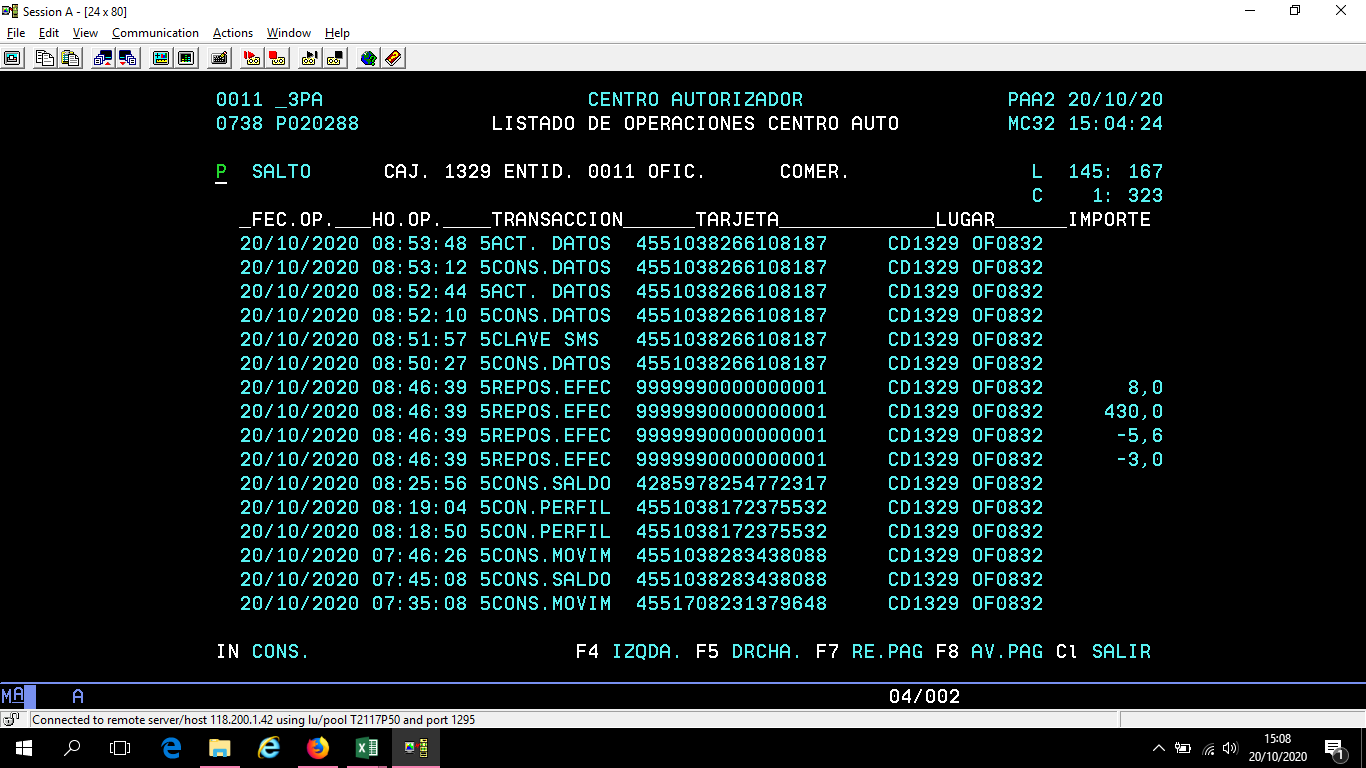 Session A - [24 x 80]
File Edit View Communication Actions Window Help
0011 _3PA CENTRO AUTORIZADOR PAA2 20/10/20
0738 P020288 LISTADO DE OPERACIONES CENTRO AUTO MC32 15:04:24
P SALTO CAJ. 1329 ENTID. 0011 OFIC. COMER. L 145: 167
C 1: 323
_FEC.OP.___HO.OP.____TRANSACCION______TARJETA_____________LUGAR______IMPORTE
20/10/2020 08:53:48 5ACT. DATOS 4551038266108187 CD1329 OF0832
20/10/2020 08:53:12 5CONS.DATOS 4551038266108187 CD1329 OF0832
20/10/2020 08:52:44 5ACT. DATOS 4551038266108187 CD1329 OF0832
20/10/2020 08:52:10 5CONS.DATOS 4551038266108187 CD1329 OF0832
20/10/2020 08:51:57 5CLAVE SMS 4551038266108187 CD1329 OF0832
20/10/2020 08:50:27 5CONS.DATOS 4551038266108187 CD1329 OF0832
20/10/2020 08:46:39 5REPOS.EFEC 9999990000000001 CD1329 OF0832 8,0
20/10/2020 08:46:39 5REPOS.EFEC 9999990000000001 CD1329 OF0832 430,0
20/10/2020 08:46:39 5REPOS.EFEC 9999990000000001 CD1329 OF0832 -5,6
20/10/2020 08:46:39 5REPOS.EFEC 9999990000000001 CD1329 OF0832 -3,0
20/10/2020 08:25:56 5CONS.SALDO 4285978254772317 CD1329 OF0832
20/10/2020 08:19:04 5CON.PERFIL 4551038172375532 CD1329 OF0832
20/10/2020 08:18:50 5CON.PERFIL 4551038172375532 CD1329 OF0832
20/10/2020 07:46:26 5CONS.MOVIM 4551038283438088 CD1329 OF0832
20/10/2020 07:45:08 5CONS.SALDO 4551038283438088 CD1329 OF0832
20/10/2020 07:35:08 5CONS.MOVIM 4551708231379648 CD1329 OF0832
IN CONS. F4 IZQDA. F5 DRCHA. F7 RE.PAG F8 AV.PAG Cl SALIR
MA A 04/002
Connected to remote server/host 118.200.1.42 using lu/pool T2117P50 and port 1295
15:08
20/10/2020
1